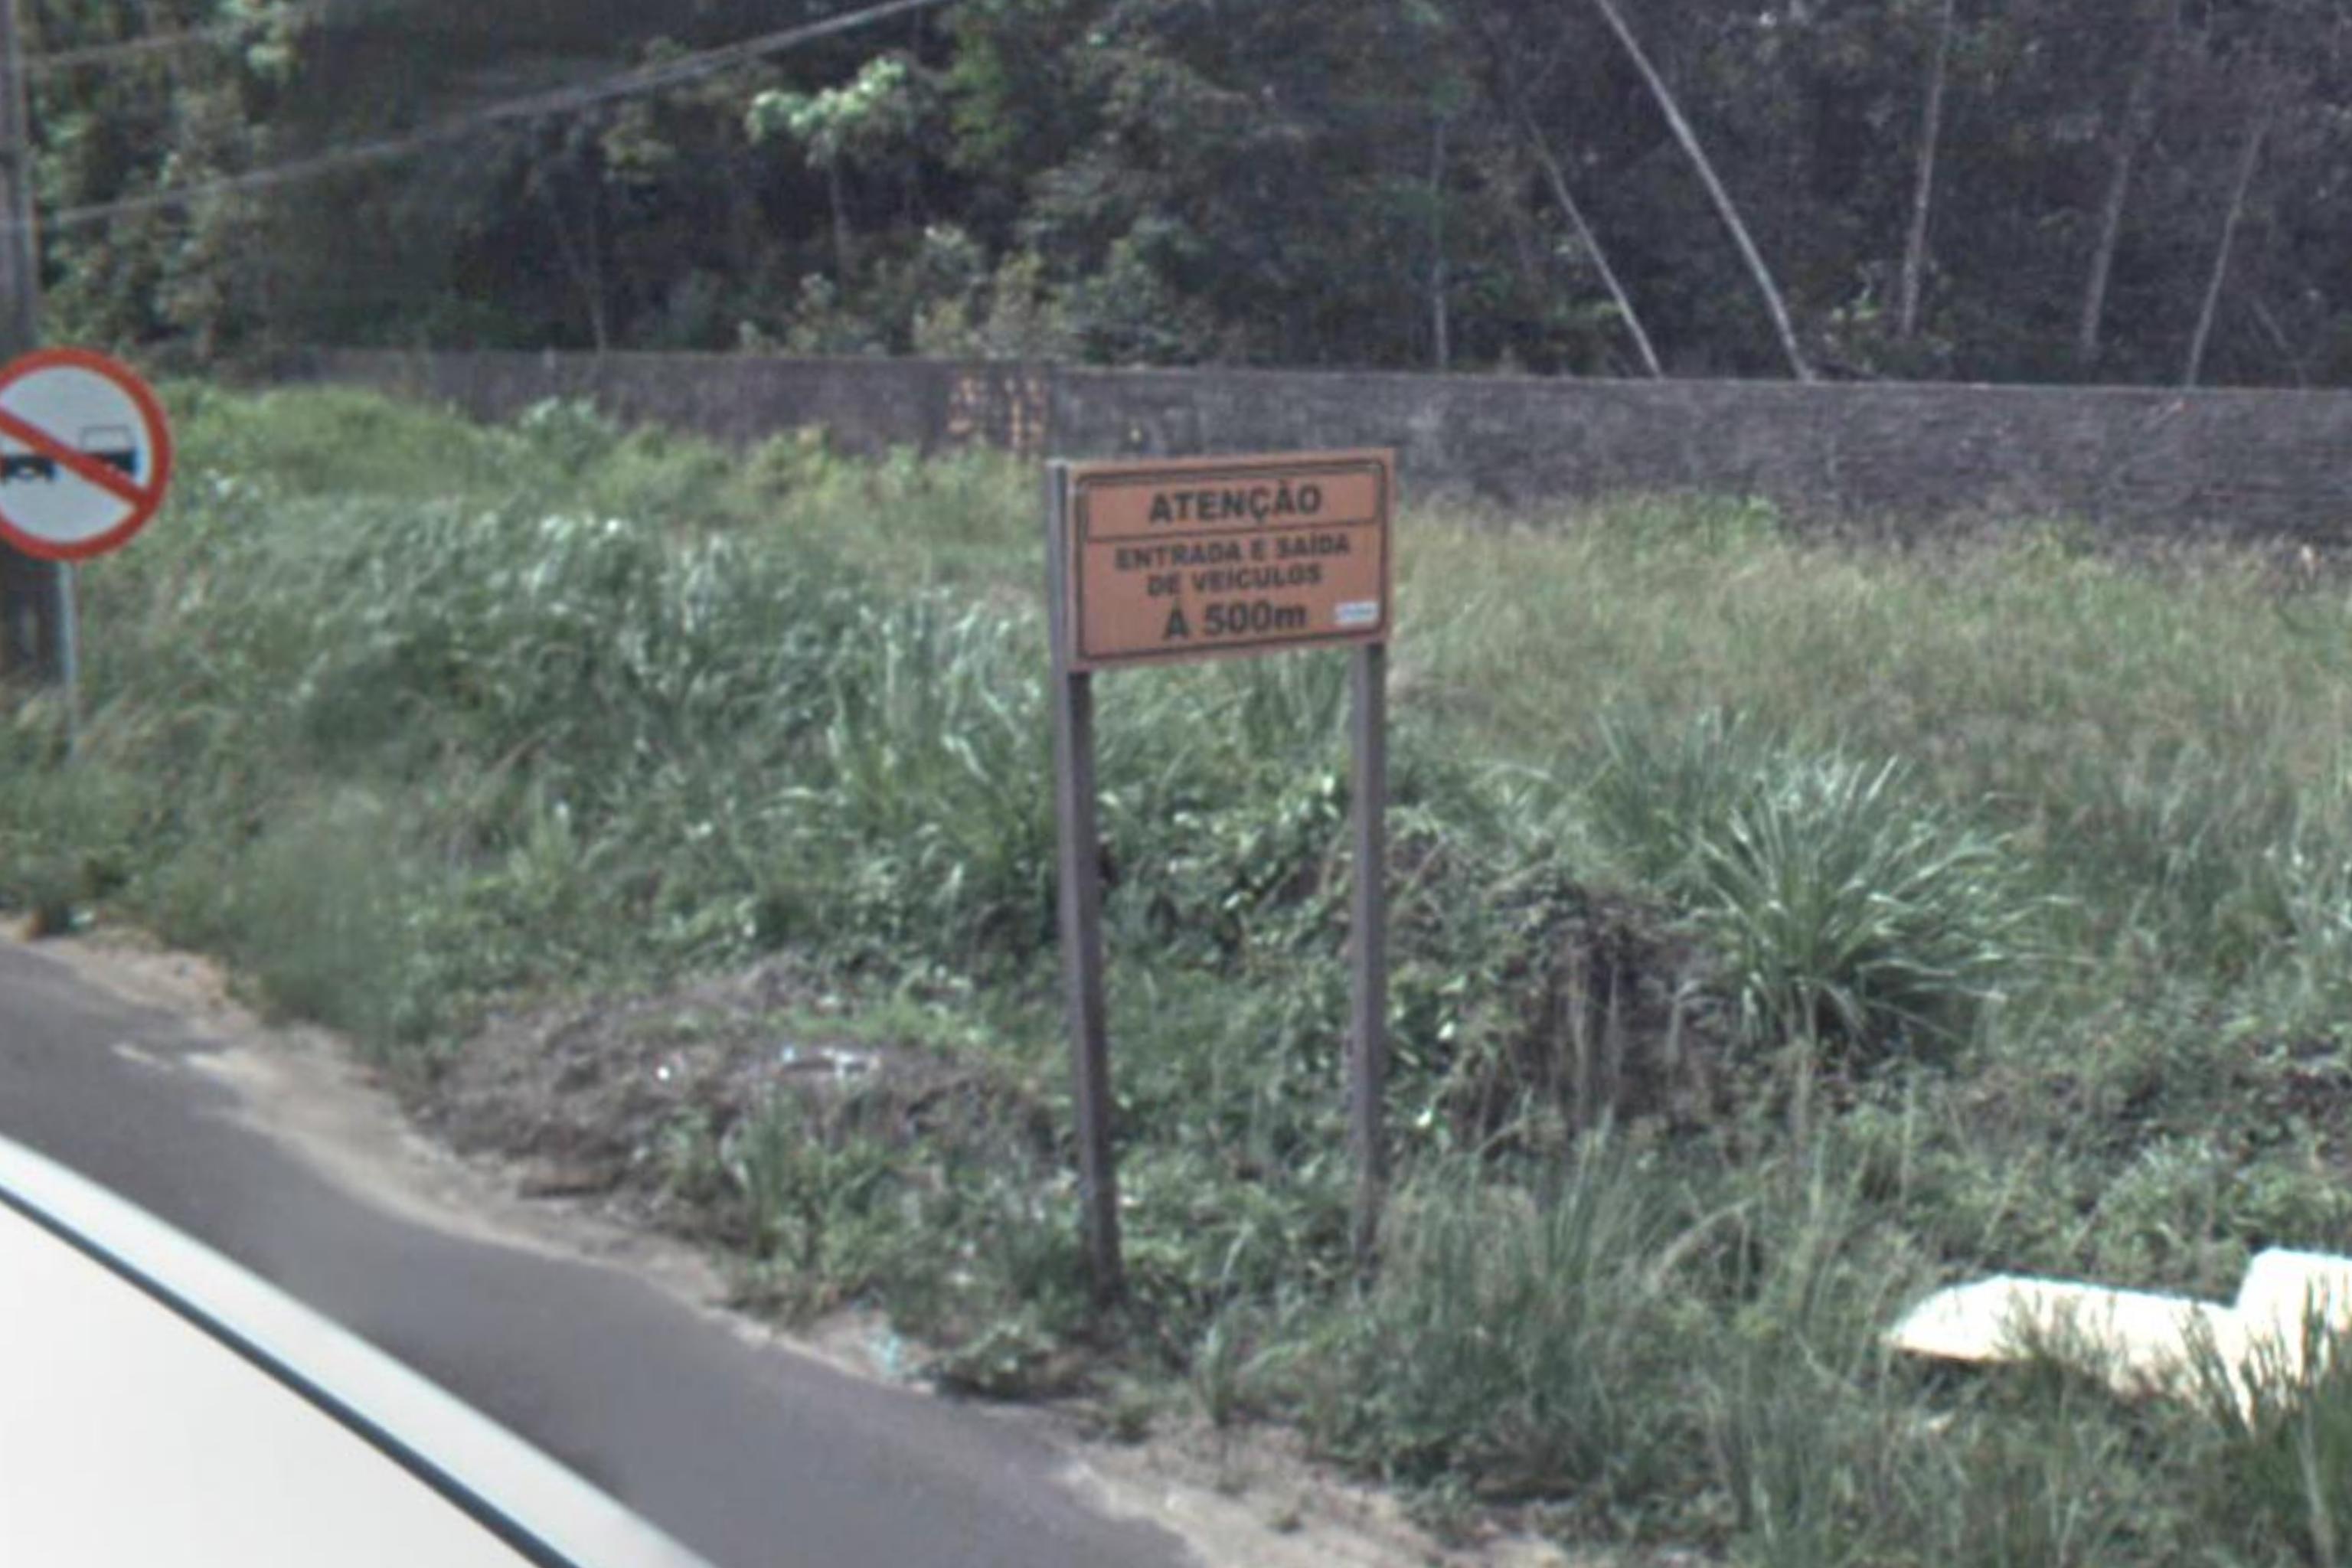 ATENÇÃO
ENTRADA E SAÍDA
DE VEÍCULOS
À 500m